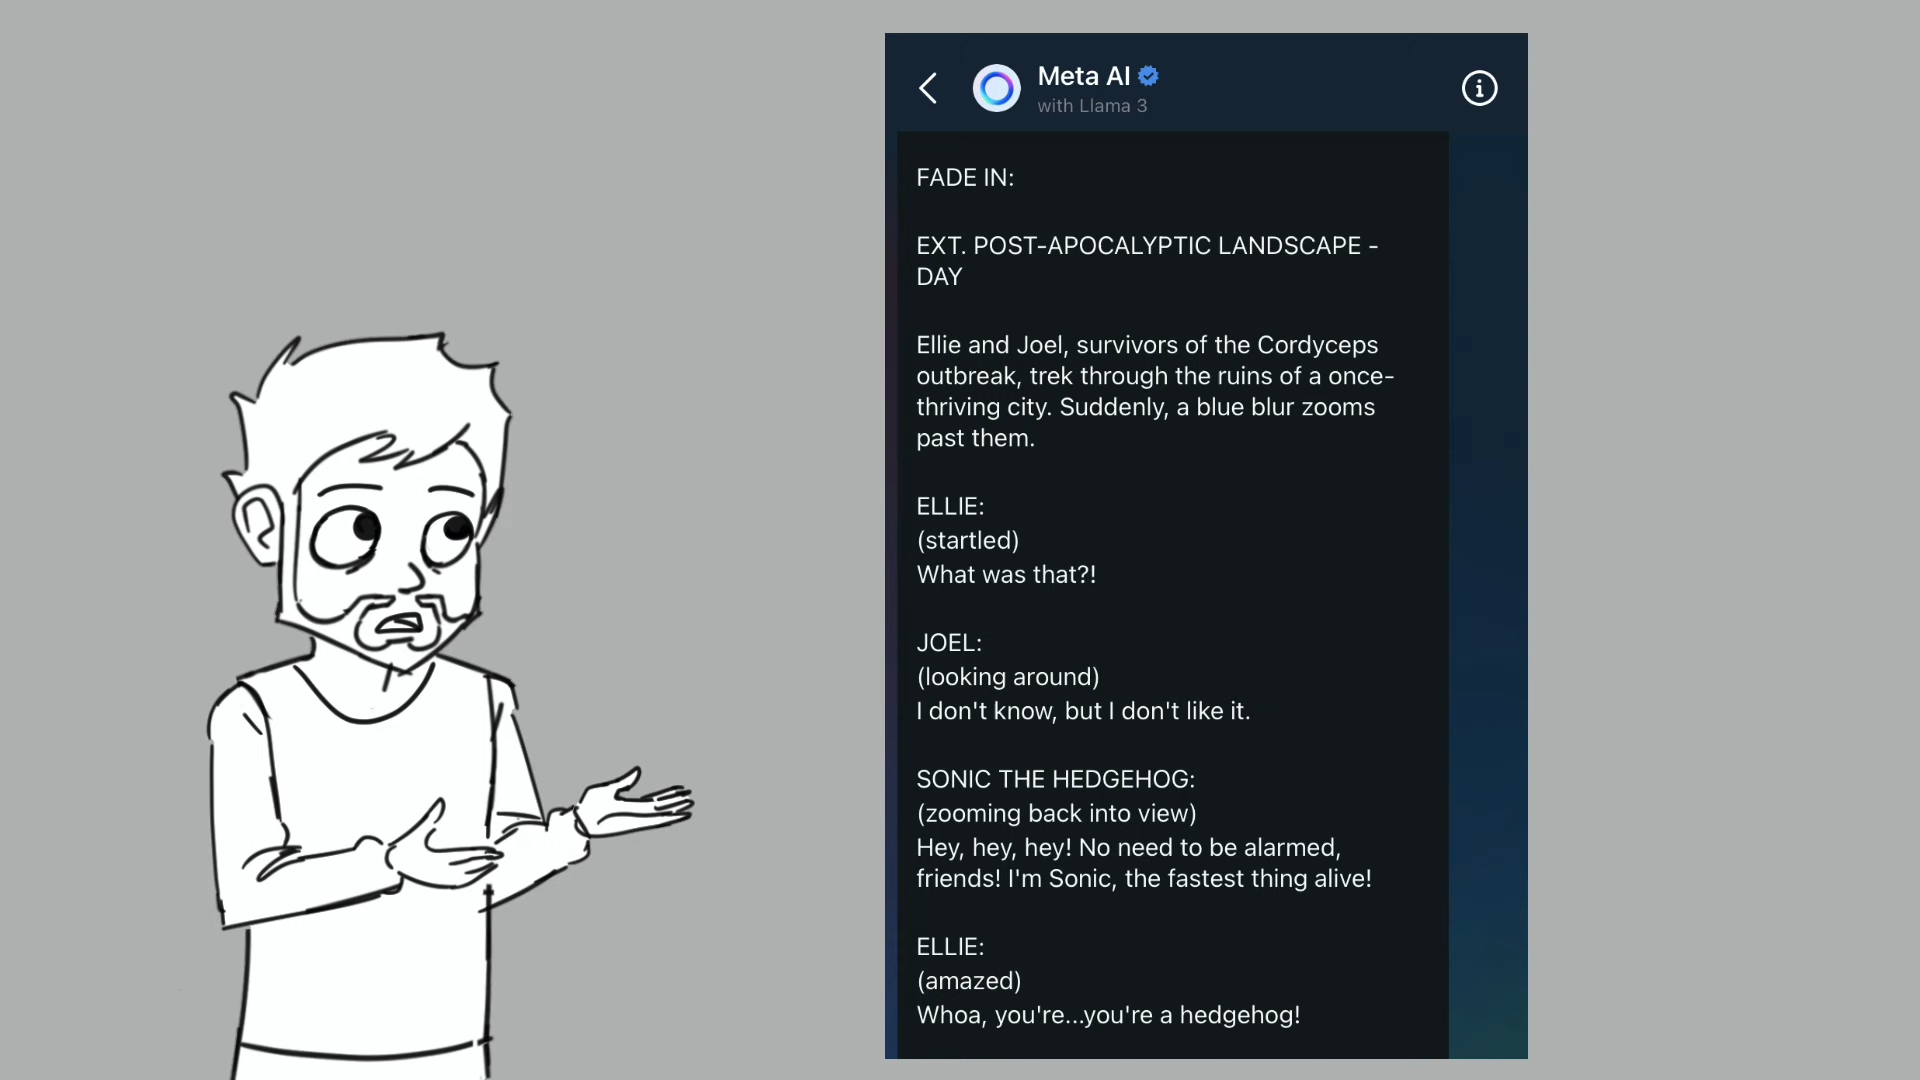 Meta AI
with Llama 3
FADE IN:
EXT. POST-APOCALYPTIC LANDSCAPE -
DAY
Ellie and Joel, survivors of the Cordyceps
outbreak, trek through the ruins of a once-
thriving city. Suddenly, a blue blur zooms
past them.
ELLIE:
(startled)
What was that?!
JOEL:
(looking around)
I don't know, but I don't like it.
SONIC THE HEDGEHOG:
(zooming back into view)
Hey, hey, hey! No need to be alarmed,
friends! I'm Sonic, the fastest thing alive!
ELLIE:
(amazed)
Whoa, you're...you're a hedgehog!